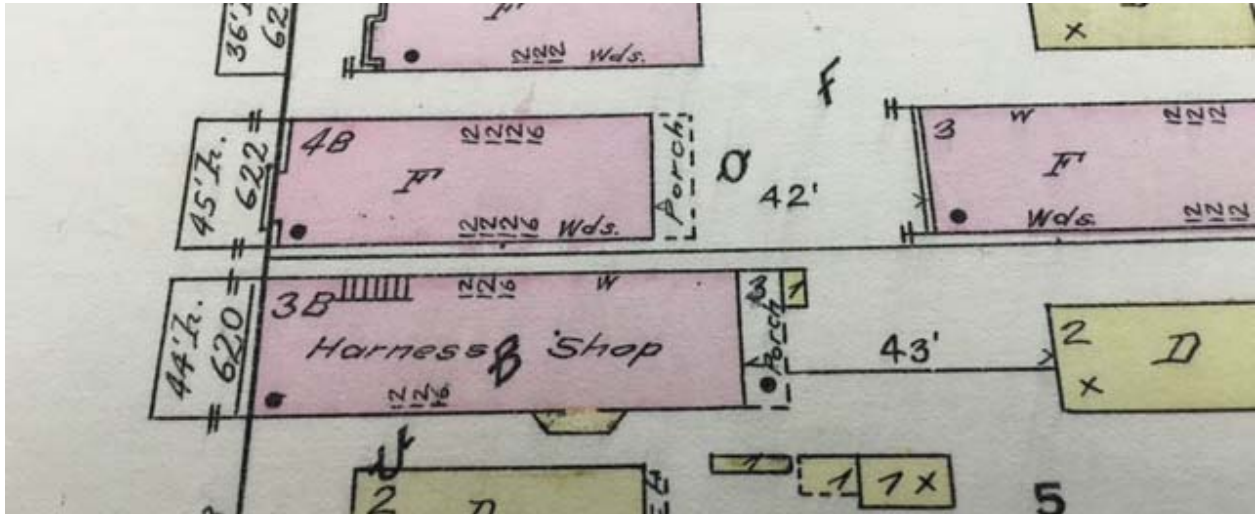 36'
62
F
12 12 12
Wds.
X
F
45'
622
4B
12 12 12 16
F
12 12 12 16
Wds.
Porch
O
42'
3
W
12 12 12
F
Wds.
12 12 12
44'
620
3B
12 12 16
W
Harness Shop
B
12 12 16
3
1
Porch
43'
2
D
X
U
2
D
1
1
1 X
5